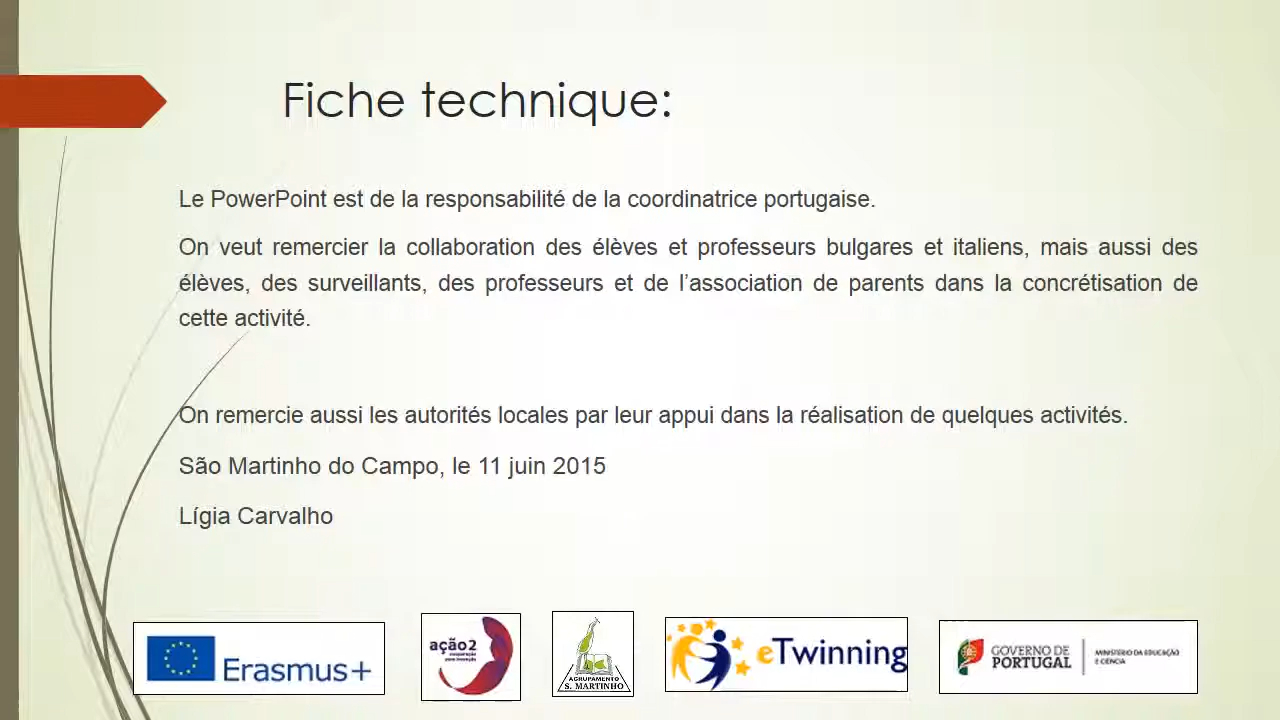 Fiche technique:
Le PowerPoint est de la responsabilité de la coordinatrice portugaise.
On veut remercier la collaboration des élèves et professeurs bulgares et italiens, mais aussi des
élèves, des surveillants, des professeurs et de l’association de parents dans la concrétisation de
cette activité.
On remercie aussi les autorités locales par leur appui dans la réalisation de quelques activités.
São Martinho do Campo, le 11 juin 2015
Lígia Carvalho
Erasmus+
ação2
cooperação
para inovação
AGRUPAMENTO
S. MARTINHO
eTwinning
GOVERNO DE
PORTUGAL
MINISTÉRIO DA EDUCAÇÃO
E CIÊNCIA